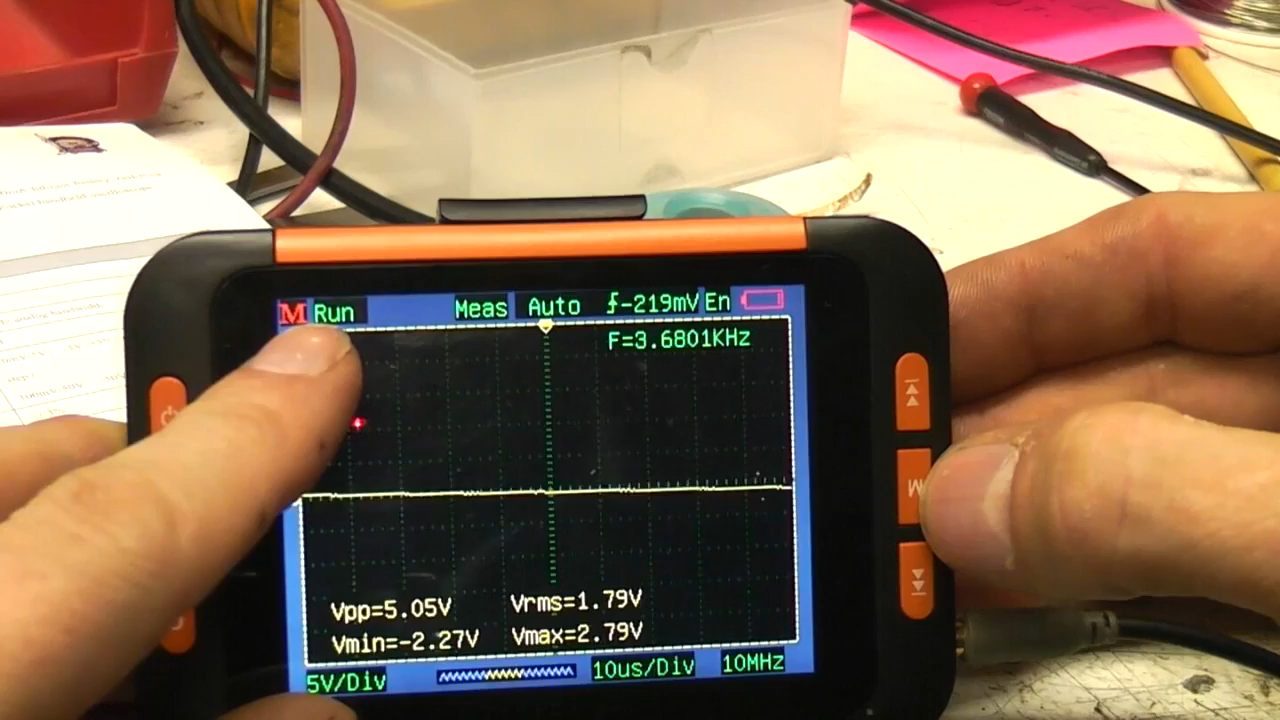 M Run Meas Auto ƒ-219mV En
F=3.6801KHz
M
Vpp=5.05V Vrms=1.79V
Vmin=-2.27V Vmax=2.79V
5V/Div 10us/Div 10MHz